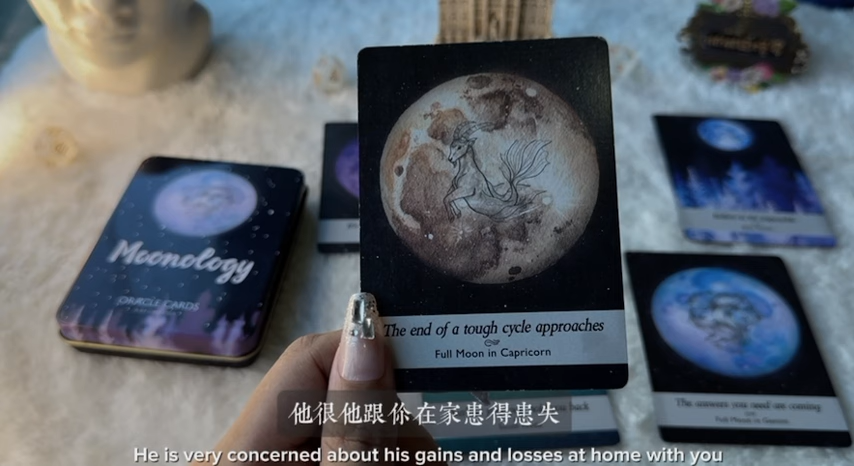 Moonology
ORACLE CARDS
The end of a tough cycle approaches
Full Moon in Capricorn
back
The answers you need are coming
Full Moon in Gemini
他很他跟你在家患得患失
He is very concerned about his gains and losses at home with you